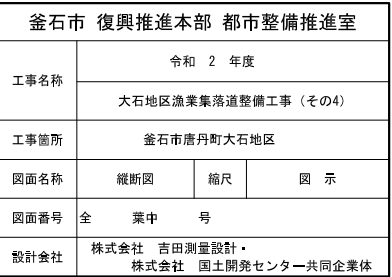 釜石市 復興推進本部 都市整備推進室
工事名称
令和 2 年度
大石地区漁業集落道整備工事（その4）
工事箇所 釜石市唐丹町大石地区
図面名称 縦断図 縮尺 図 示
図面番号 全 葉中 号
設計会社
株式会社 吉田測量設計・
株式会社 国土開発センター共同企業体